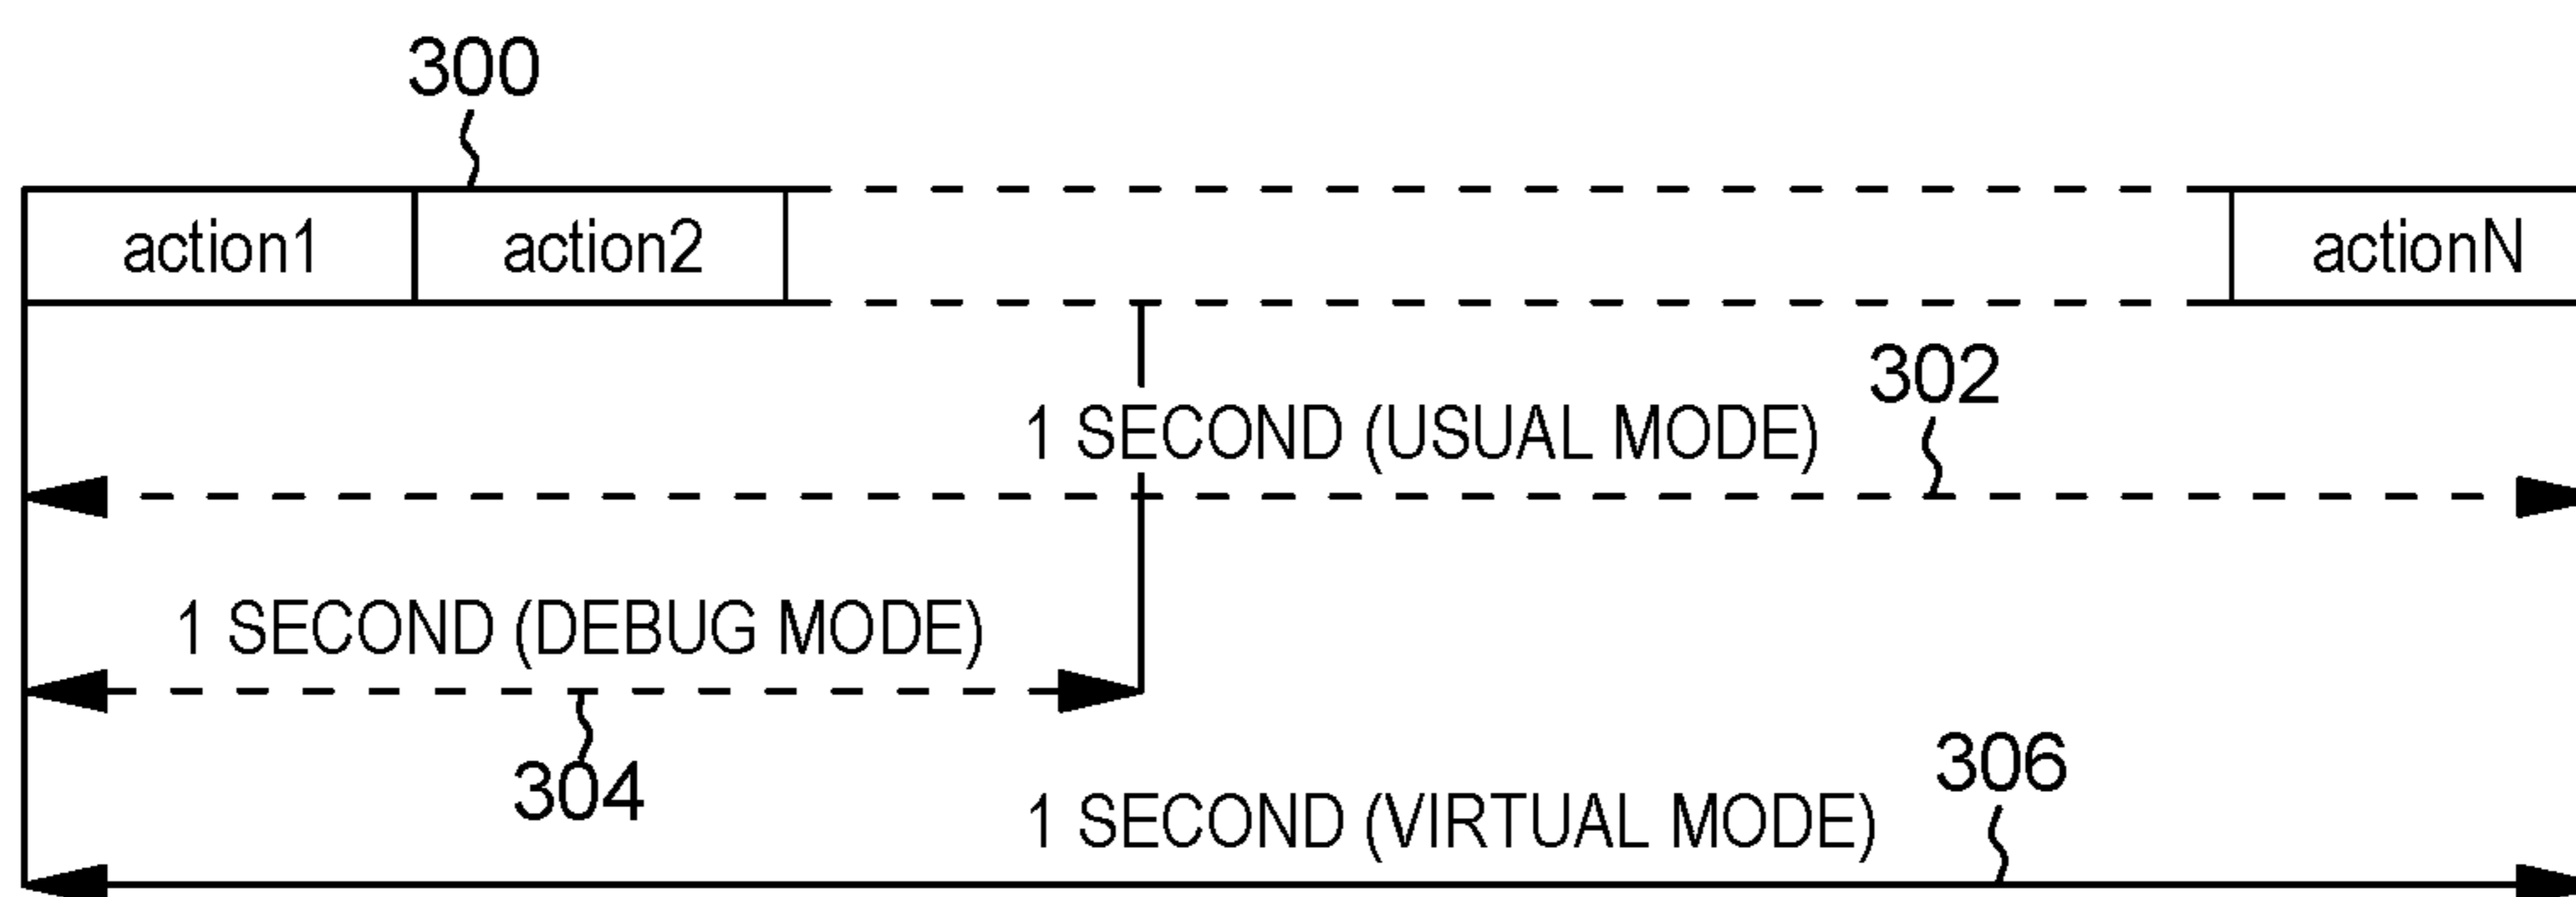 300
action1 action2 actionN
302
1 SECOND (USUAL MODE)
1 SECOND (DEBUG MODE)
304
306
1 SECOND (VIRTUAL MODE)